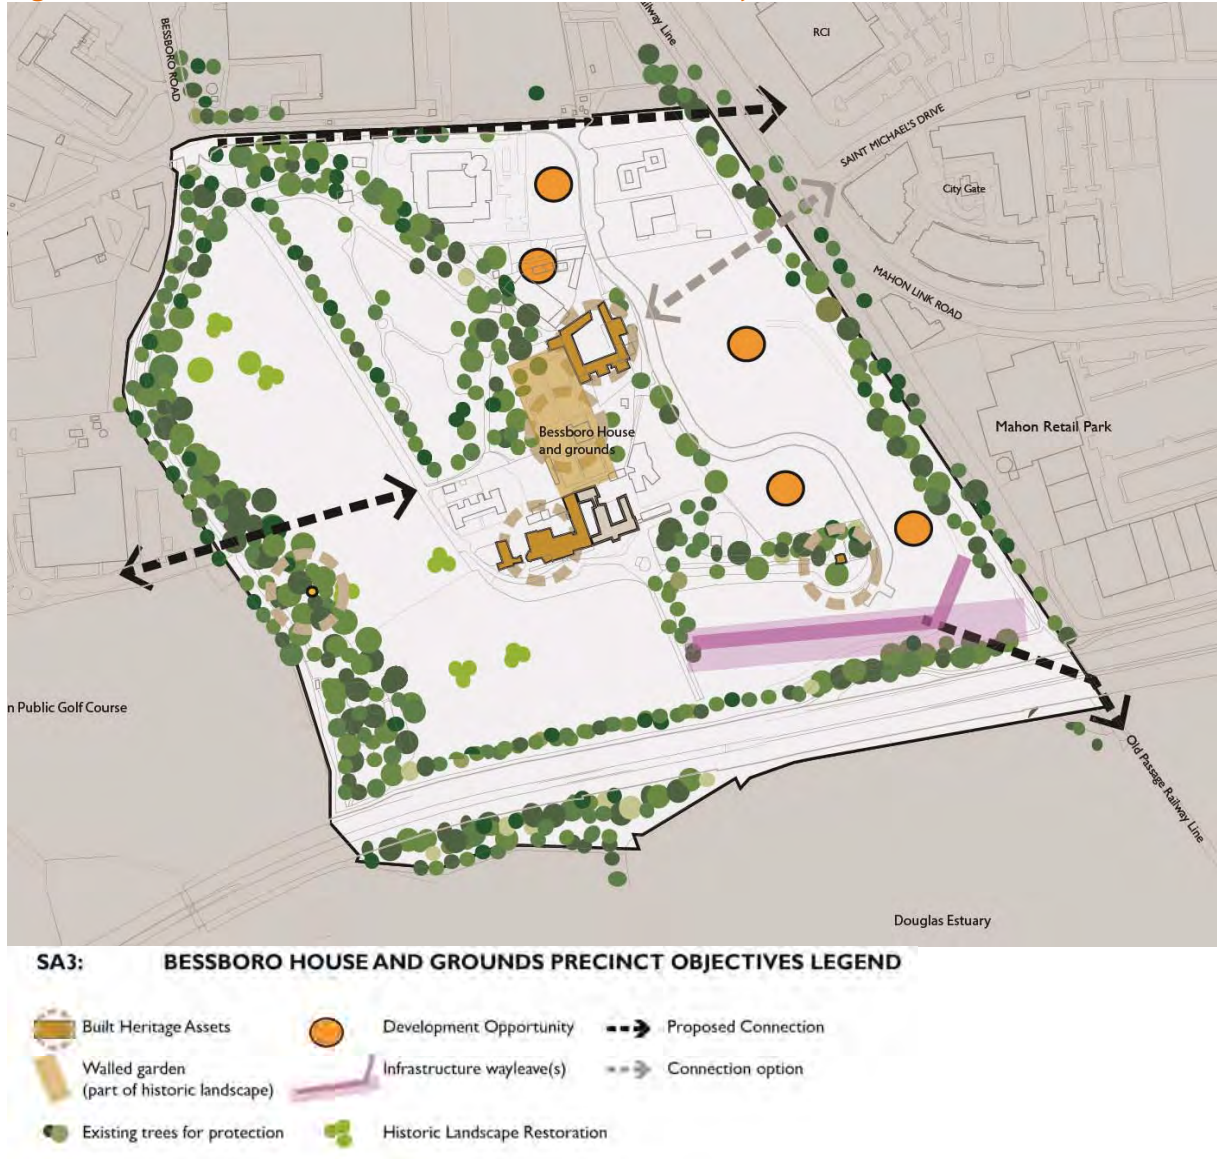 BESSBORO ROAD
ilway Line
RCI
SAINT MICHAEL'S DRIVE
City Gate
MAHON LINK ROAD
Mahon Retail Park
Bessboro House
and grounds
n Public Golf Course
Old Passage Railway Line
Douglas Estuary
SA3: BESSBORO HOUSE AND GROUNDS PRECINCT OBJECTIVES LEGEND
Built Heritage Assets
Development Opportunity
Proposed Connection
Walled garden
(part of historic landscape)
Infrastructure wayleave(s)
Connection option
Existing trees for protection
Historic Landscape Restoration